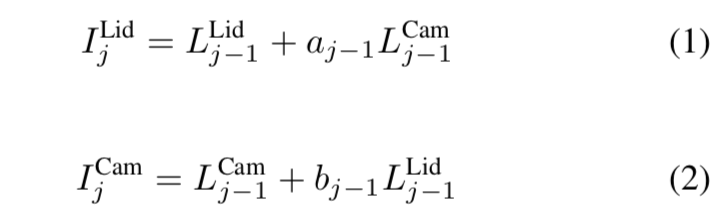 I_j^{Lid} = L_{j-1}^{Lid} + a_{j-1} L_{j-1}^{Cam} (1)
I_j^{Cam} = L_{j-1}^{Cam} + b_{j-1} L_{j-1}^{Lid} (2)